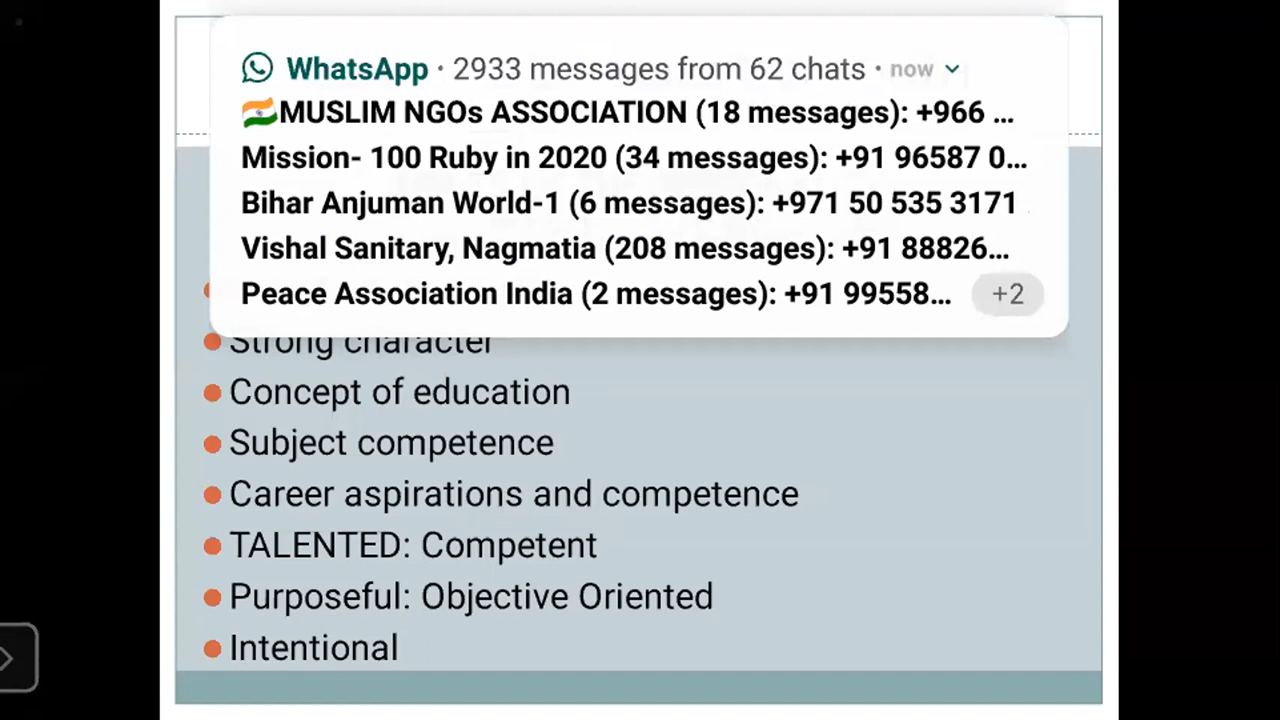 WhatsApp · 2933 messages from 62 chats · now
🇮🇳MUSLIM NGOs ASSOCIATION (18 messages): +966 ...
Mission- 100 Ruby in 2020 (34 messages): +91 96587 0...
Bihar Anjuman World-1 (6 messages): +971 50 535 3171
Vishal Sanitary, Nagmatia (208 messages): +91 88826...
Peace Association India (2 messages): +91 99558... +2
Strong character
Concept of education
Subject competence
Career aspirations and competence
TALENTED: Competent
Purposeful: Objective Oriented
Intentional